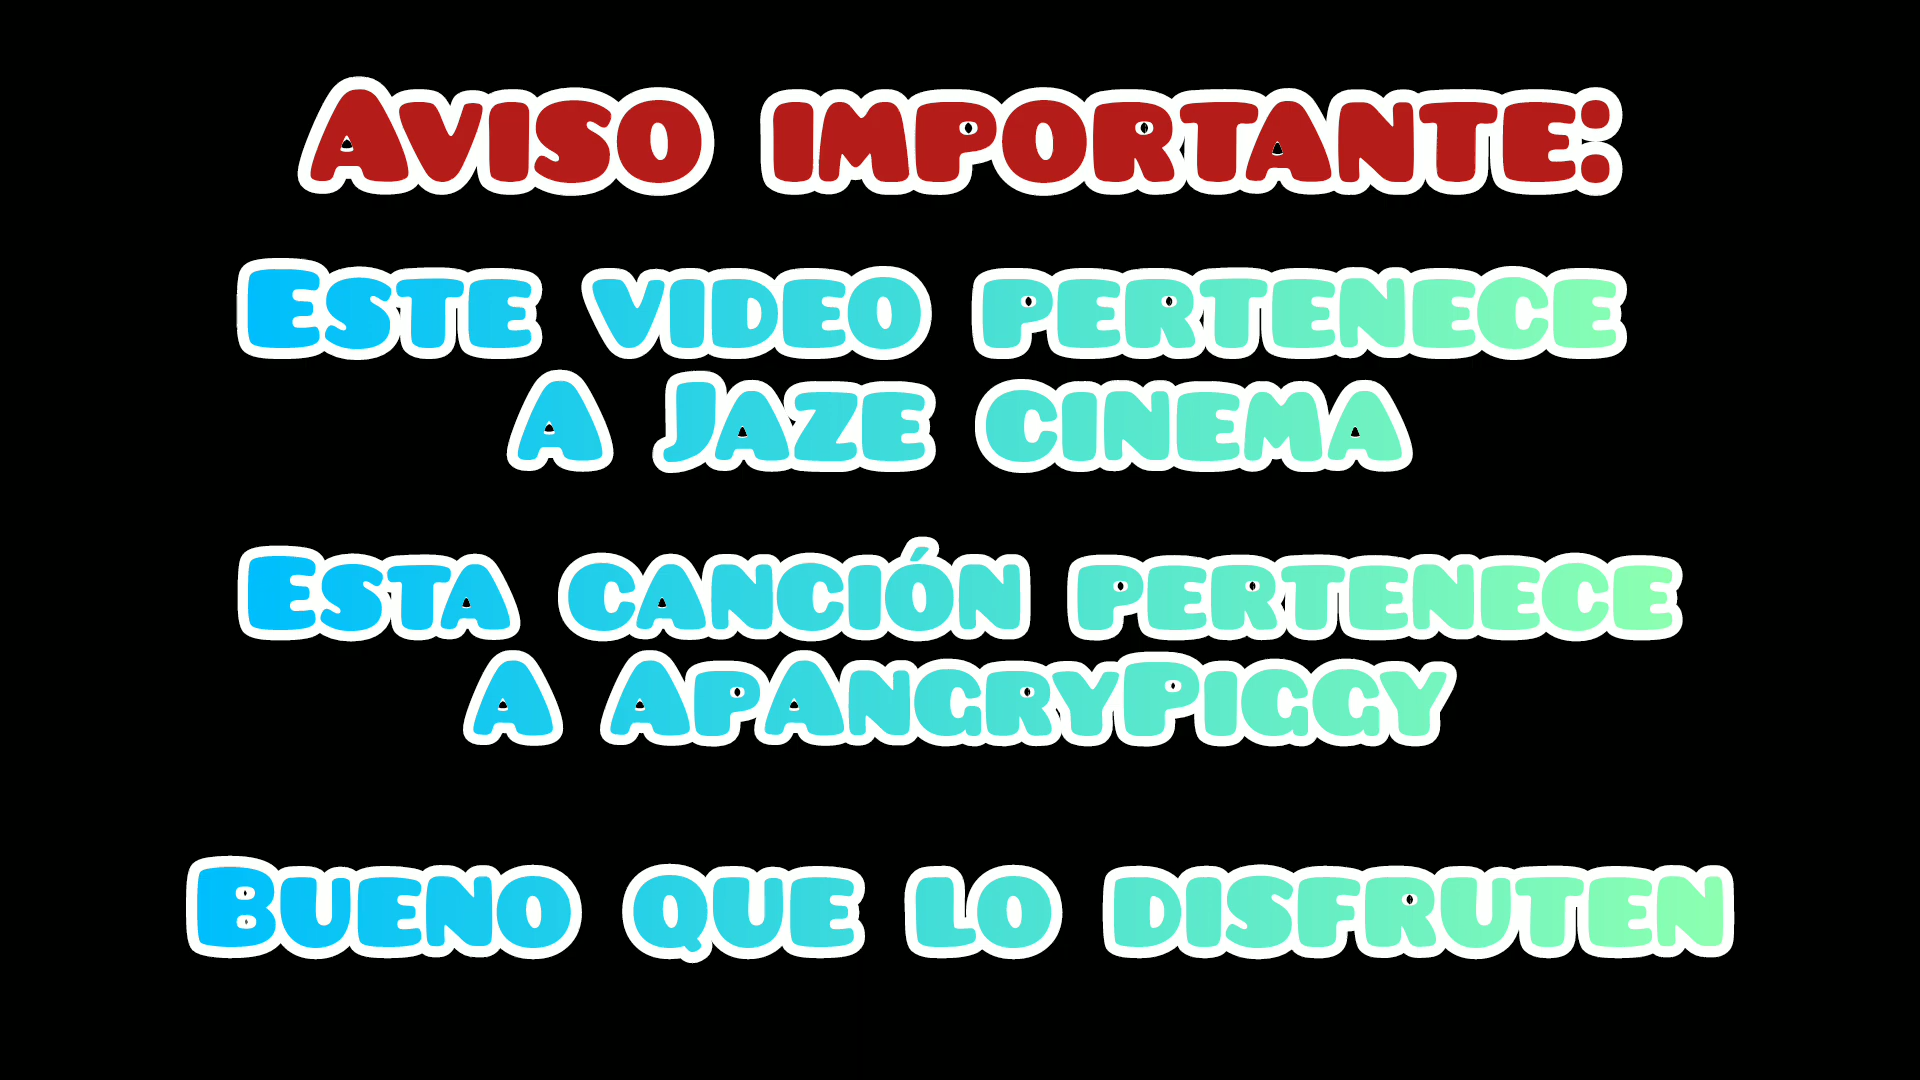 Aviso importante:
Este video pertenece
a Jaze cinema
Esta canción pertenece
a ApAngryPiggy
Bueno que lo disfruten